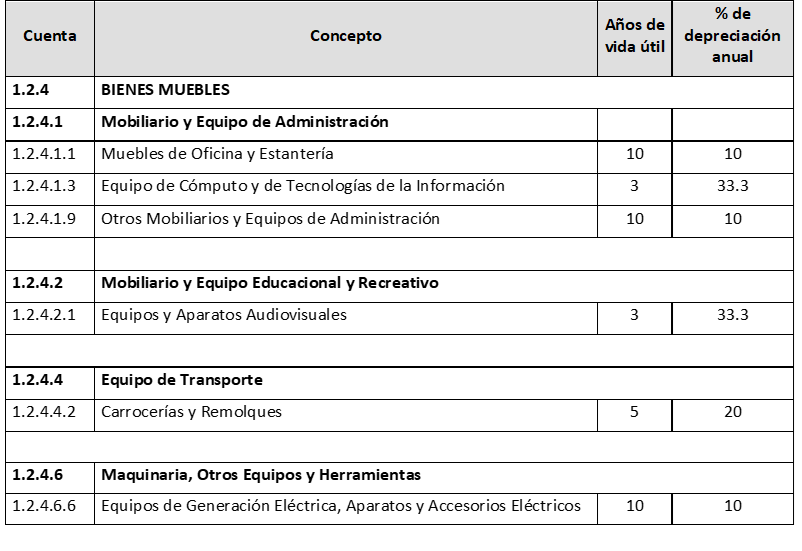 Cuenta Concepto Años de vida útil % de depreciación anual
1.2.4 BIENES MUEBLES
1.2.4.1 Mobiliario y Equipo de Administración
1.2.4.1.1 Muebles de Oficina y Estantería 10 10
1.2.4.1.3 Equipo de Cómputo y de Tecnologías de la Información 3 33.3
1.2.4.1.9 Otros Mobiliarios y Equipos de Administración 10 10
1.2.4.2 Mobiliario y Equipo Educacional y Recreativo
1.2.4.2.1 Equipos y Aparatos Audiovisuales 3 33.3
1.2.4.4 Equipo de Transporte
1.2.4.4.2 Carrocerías y Remolques 5 20
1.2.4.6 Maquinaria, Otros Equipos y Herramientas
1.2.4.6.6 Equipos de Generación Eléctrica, Aparatos y Accesorios Eléctricos 10 10